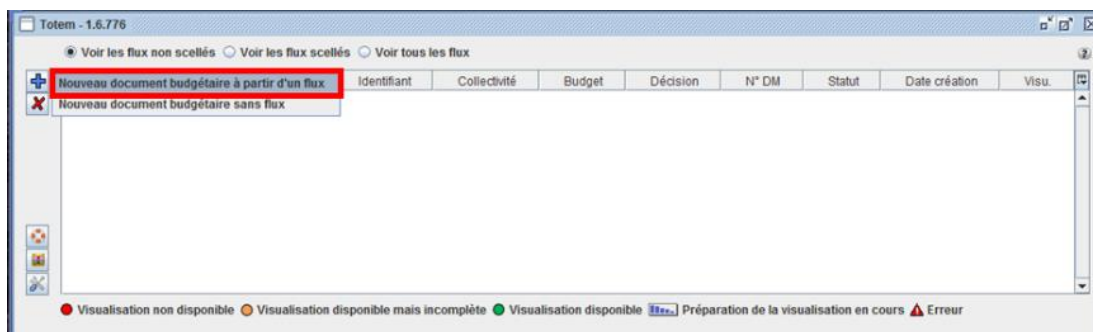 Totem - 1.6.776
Voir les flux non scellés Voir les flux scellés Voir tous les flux
Nouveau document budgétaire à partir d'un flux Identifiant Collectivité Budget Décision N° DM Statut Date création Visu.
Nouveau document budgétaire sans flux
Visualisation non disponible Visualisation disponible mais incomplète Visualisation disponible Préparation de la visualisation en cours Erreur